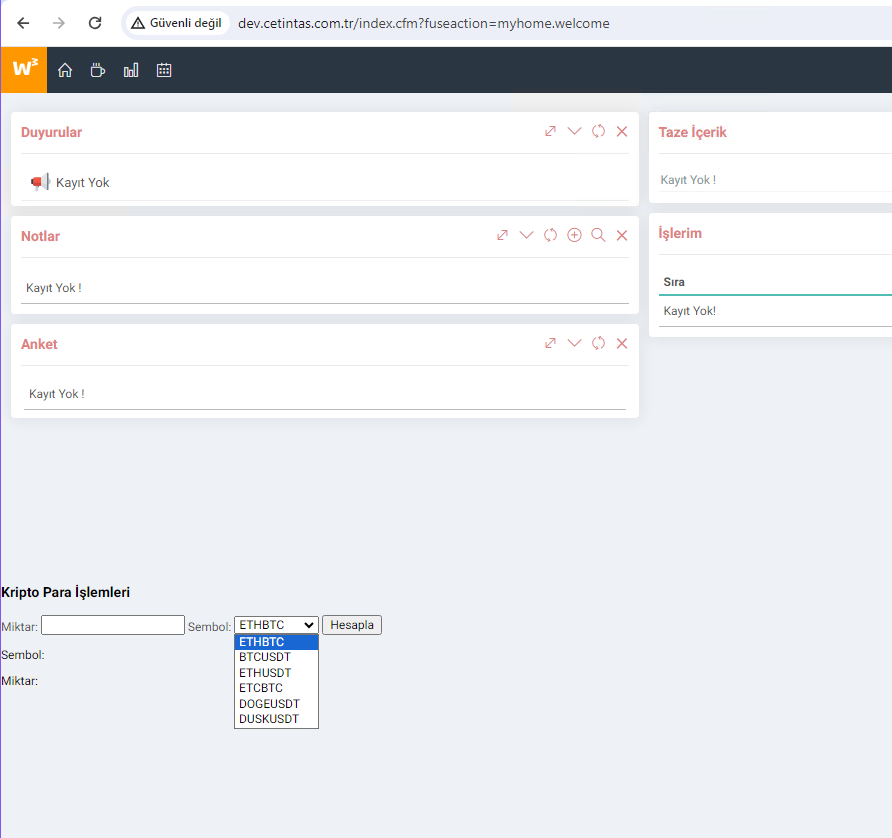 Güvenli değil
dev.cetintas.com.tr/index.cfm?fuseaction=myhome.welcome
W3
Duyurular
Kayıt Yok
Notlar
Kayıt Yok !
Anket
Kayıt Yok !
Taze İçerik
Kayıt Yok !
İşlerim
Sıra
Kayıt Yok!
Kripto Para İşlemleri
Miktar: Sembol: ETHBTC Hesapla
ETHBTC
BTCUSDT
ETHUSDT
ETCBTC
DOGEUSDT
DUSKUSDT
Sembol:
Miktar: